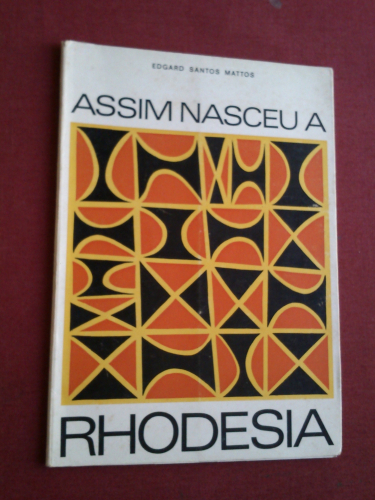 EDGARD SANTOS MATTOS
ASSIM NASCEU A
RHODESIA